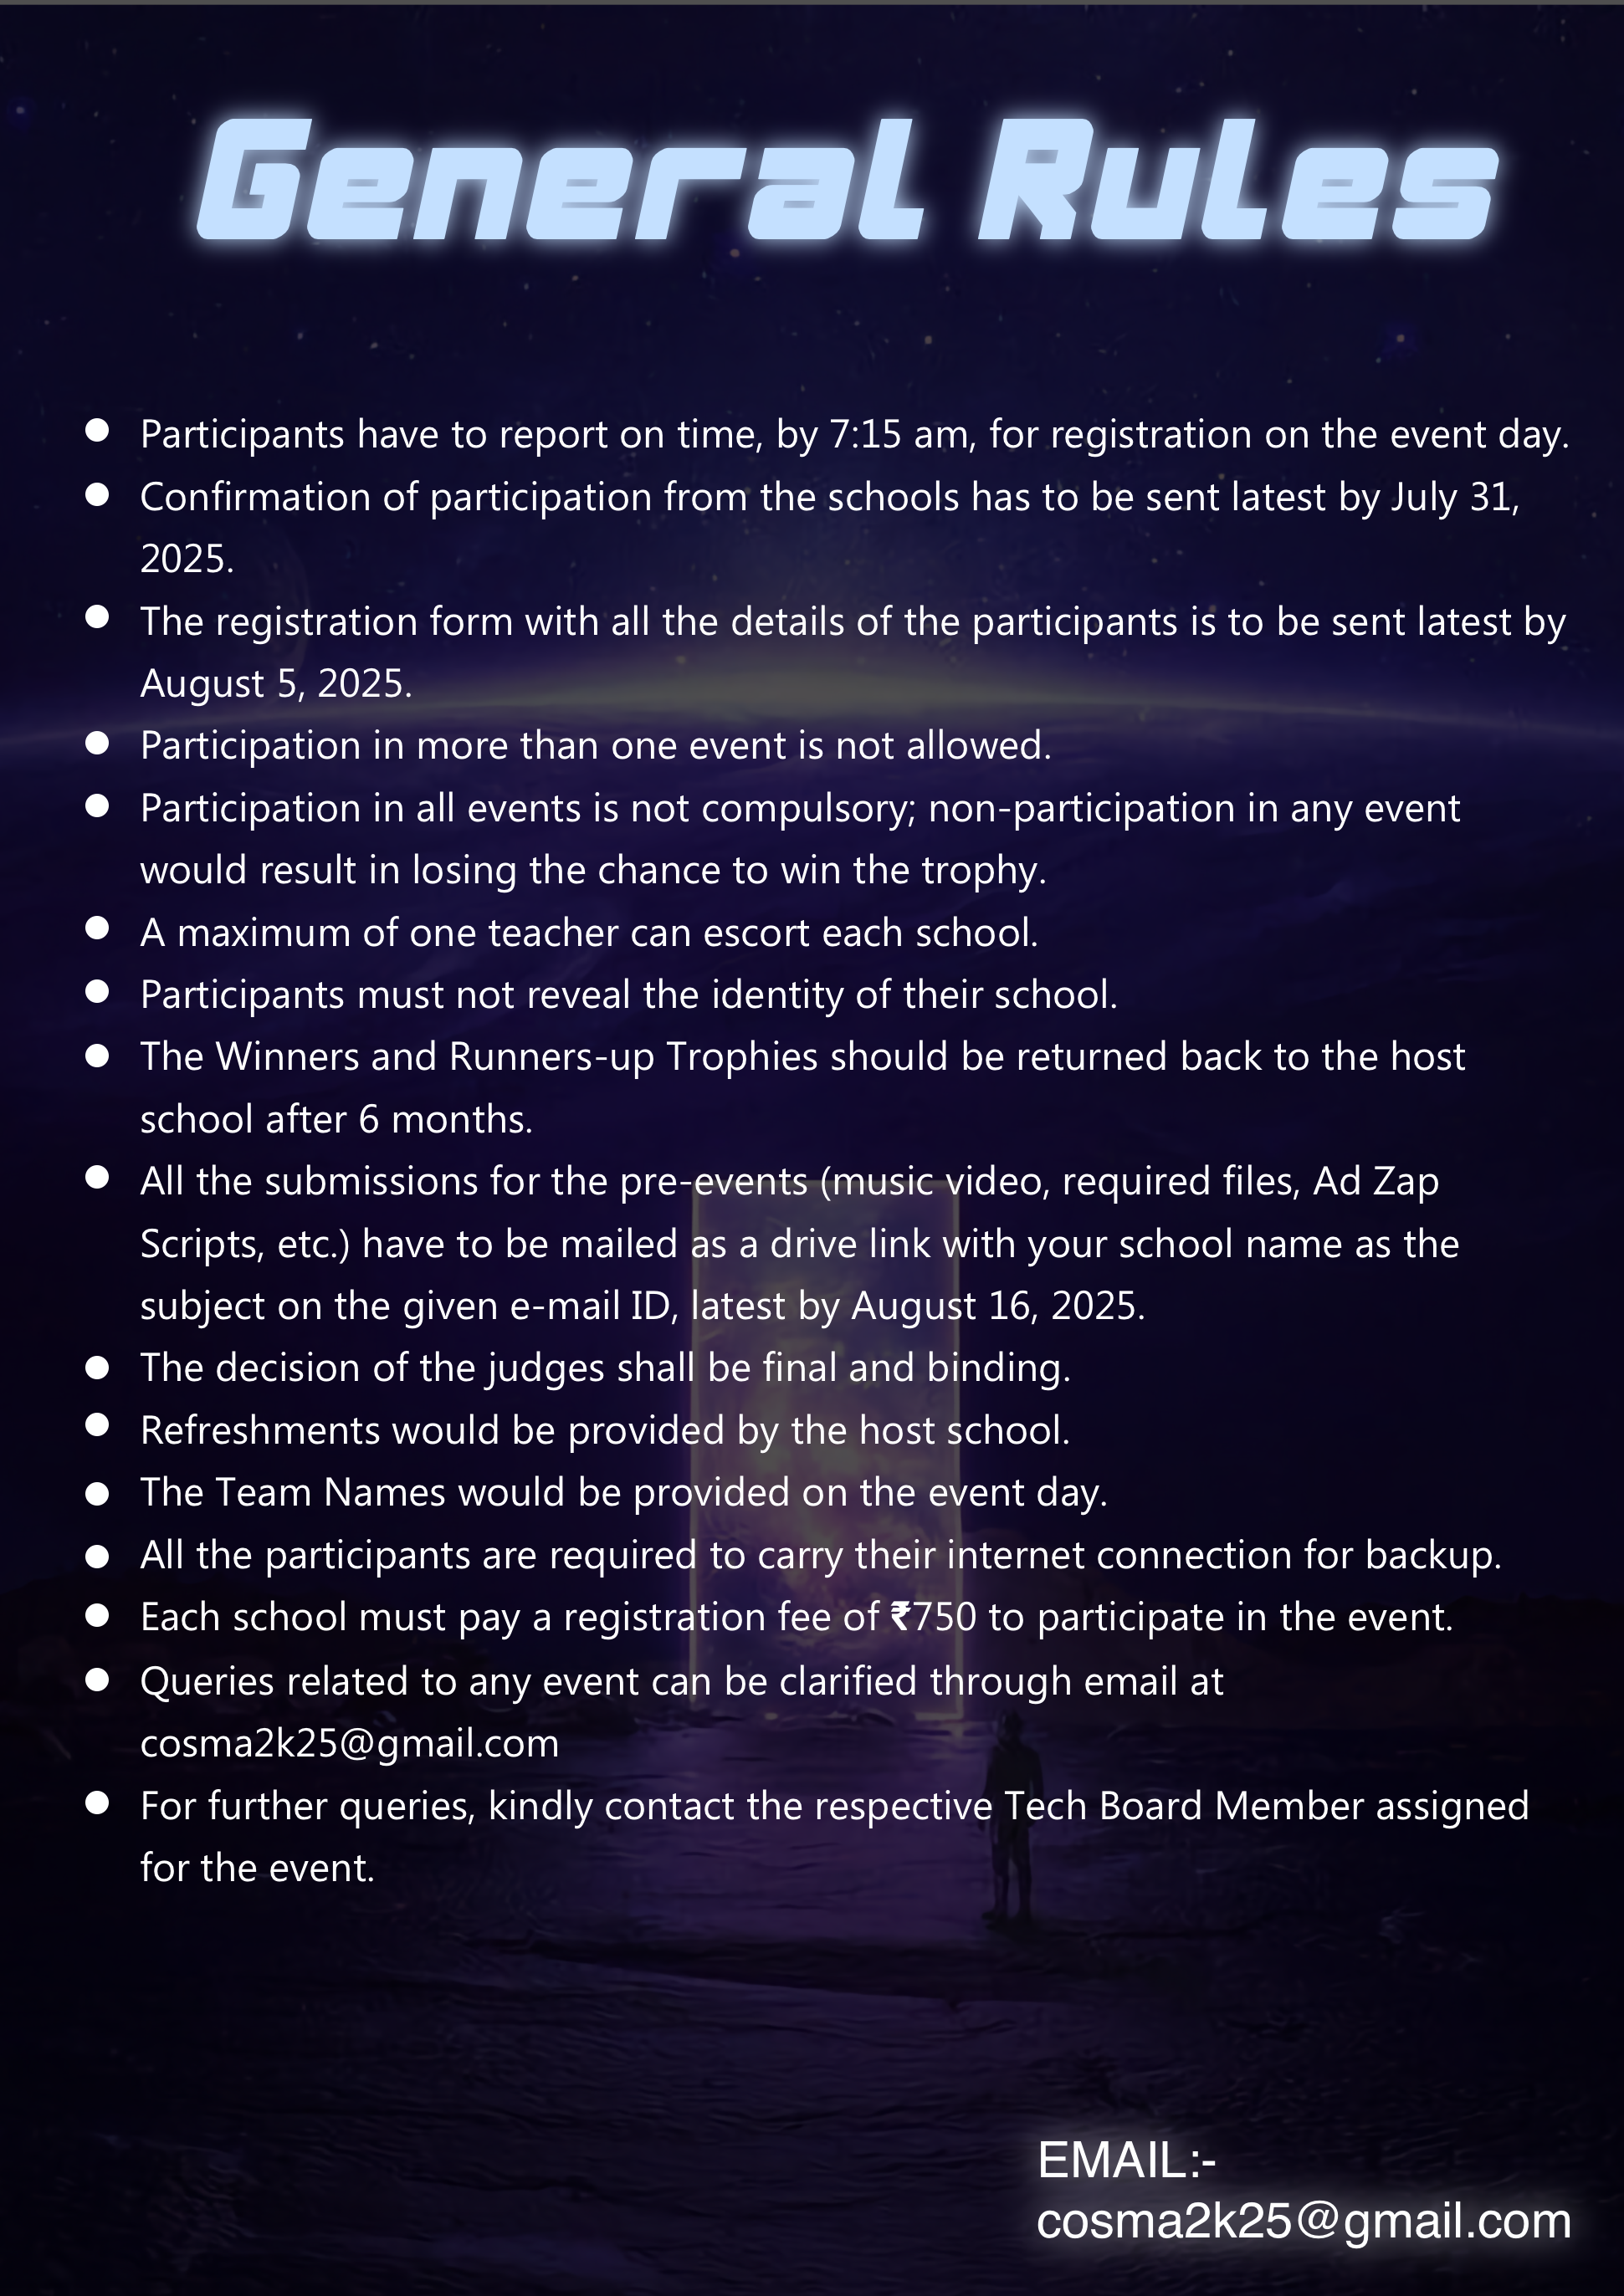 General Rules
● Participants have to report on time, by 7:15 am, for registration on the event day.
● Confirmation of participation from the schools has to be sent latest by July 31,
2025.
● The registration form with all the details of the participants is to be sent latest by
August 5, 2025.
● Participation in more than one event is not allowed.
● Participation in all events is not compulsory; non-participation in any event
would result in losing the chance to win the trophy.
● A maximum of one teacher can escort each school.
● Participants must not reveal the identity of their school.
● The Winners and Runners-up Trophies should be returned back to the host
school after 6 months.
● All the submissions for the pre-events (music video, required files, Ad Zap
Scripts, etc.) have to be mailed as a drive link with your school name as the
subject on the given e-mail ID, latest by August 16, 2025.
● The decision of the judges shall be final and binding.
● Refreshments would be provided by the host school.
● The Team Names would be provided on the event day.
● All the participants are required to carry their internet connection for backup.
● Each school must pay a registration fee of ₹750 to participate in the event.
● Queries related to any event can be clarified through email at
cosma2k25@gmail.com
● For further queries, kindly contact the respective Tech Board Member assigned
for the event.
EMAIL:-
cosma2k25@gmail.com